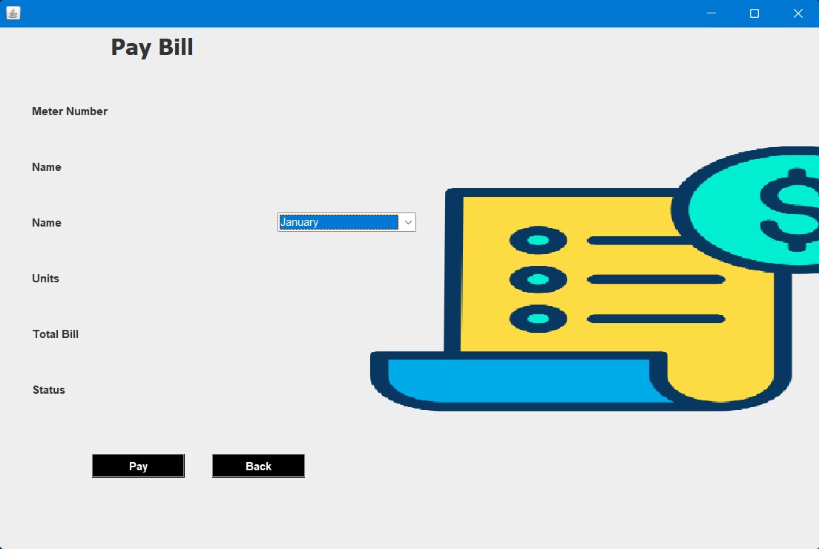 Pay Bill
Meter Number
Name
Name January
Units
Total Bill
Status
Pay Back
$